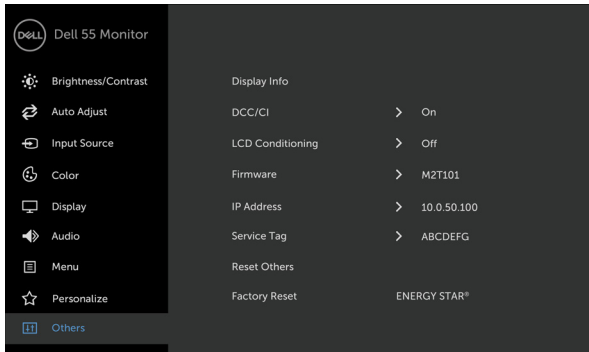 DELL Dell 55 Monitor
Brightness/Contrast
Auto Adjust
Input Source
Color
Display
Audio
Menu
Personalize
Others
Display Info
DCC/CI > On
LCD Conditioning > Off
Firmware > M2T101
IP Address > 10.0.50.100
Service Tag > ABCDEFG
Reset Others
Factory Reset ENERGY STAR®